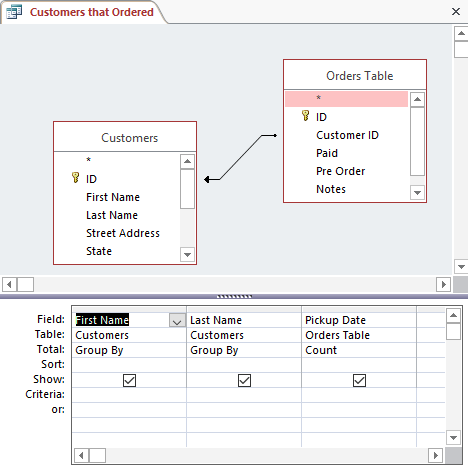 Customers that Ordered
Orders Table
*
ID
Customer ID
Paid
Pre Order
Notes
Customers
*
ID
First Name
Last Name
Street Address
State
Field: First Name Last Name Pickup Date
Table: Customers Customers Orders Table
Total: Group By Group By Count
Sort:
Show:
Criteria:
or: